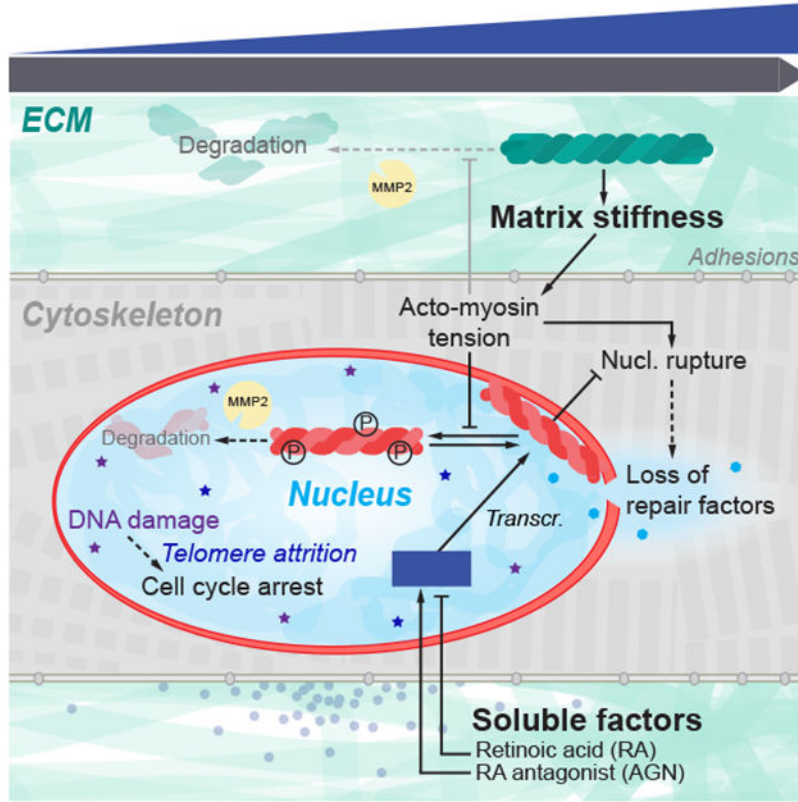 ECM
Degradation
MMP2
Matrix stiffness
Adhesions
Cytoskeleton
Acto-myosin
tension
Nucl. rupture
MMP2
Degradation
P
P
P
Nucleus
Loss of
repair factors
DNA damage
Transcr.
Telomere attrition
Cell cycle arrest
Soluble factors
Retinoic acid (RA)
RA antagonist (AGN)